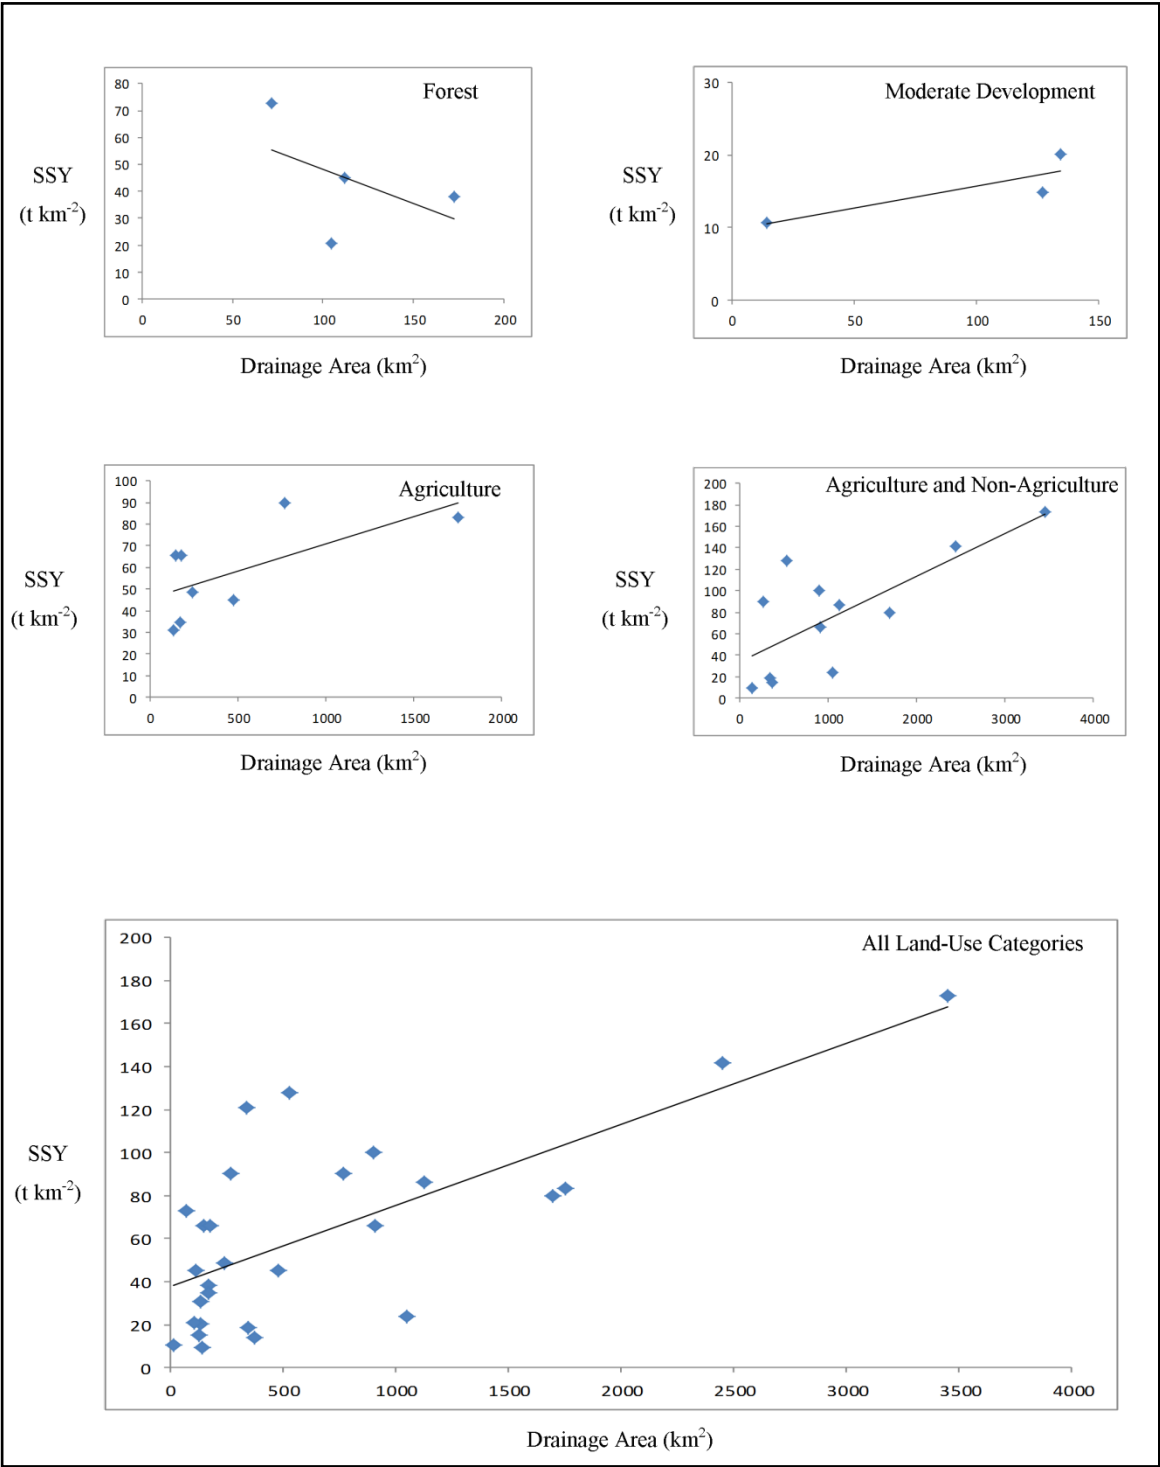 Forest
80
70
60
50
40
30
20
10
0
SSY
(t km-2)
0 50 100 150 200
Drainage Area (km2)
Moderate Development
30
20
10
0
SSY
(t km-2)
0 50 100 150
Drainage Area (km2)
Agriculture
100
90
80
70
60
50
40
30
20
10
0
SSY
(t km-2)
0 500 1000 1500 2000
Drainage Area (km2)
Agriculture and Non-Agriculture
200
180
160
140
120
100
80
60
40
20
0
SSY
(t km-2)
0 1000 2000 3000 4000
Drainage Area (km2)
All Land-Use Categories
200
180
160
140
120
100
80
60
40
20
0
SSY
(t km-2)
0 500 1000 1500 2000 2500 3000 3500 4000
Drainage Area (km2)